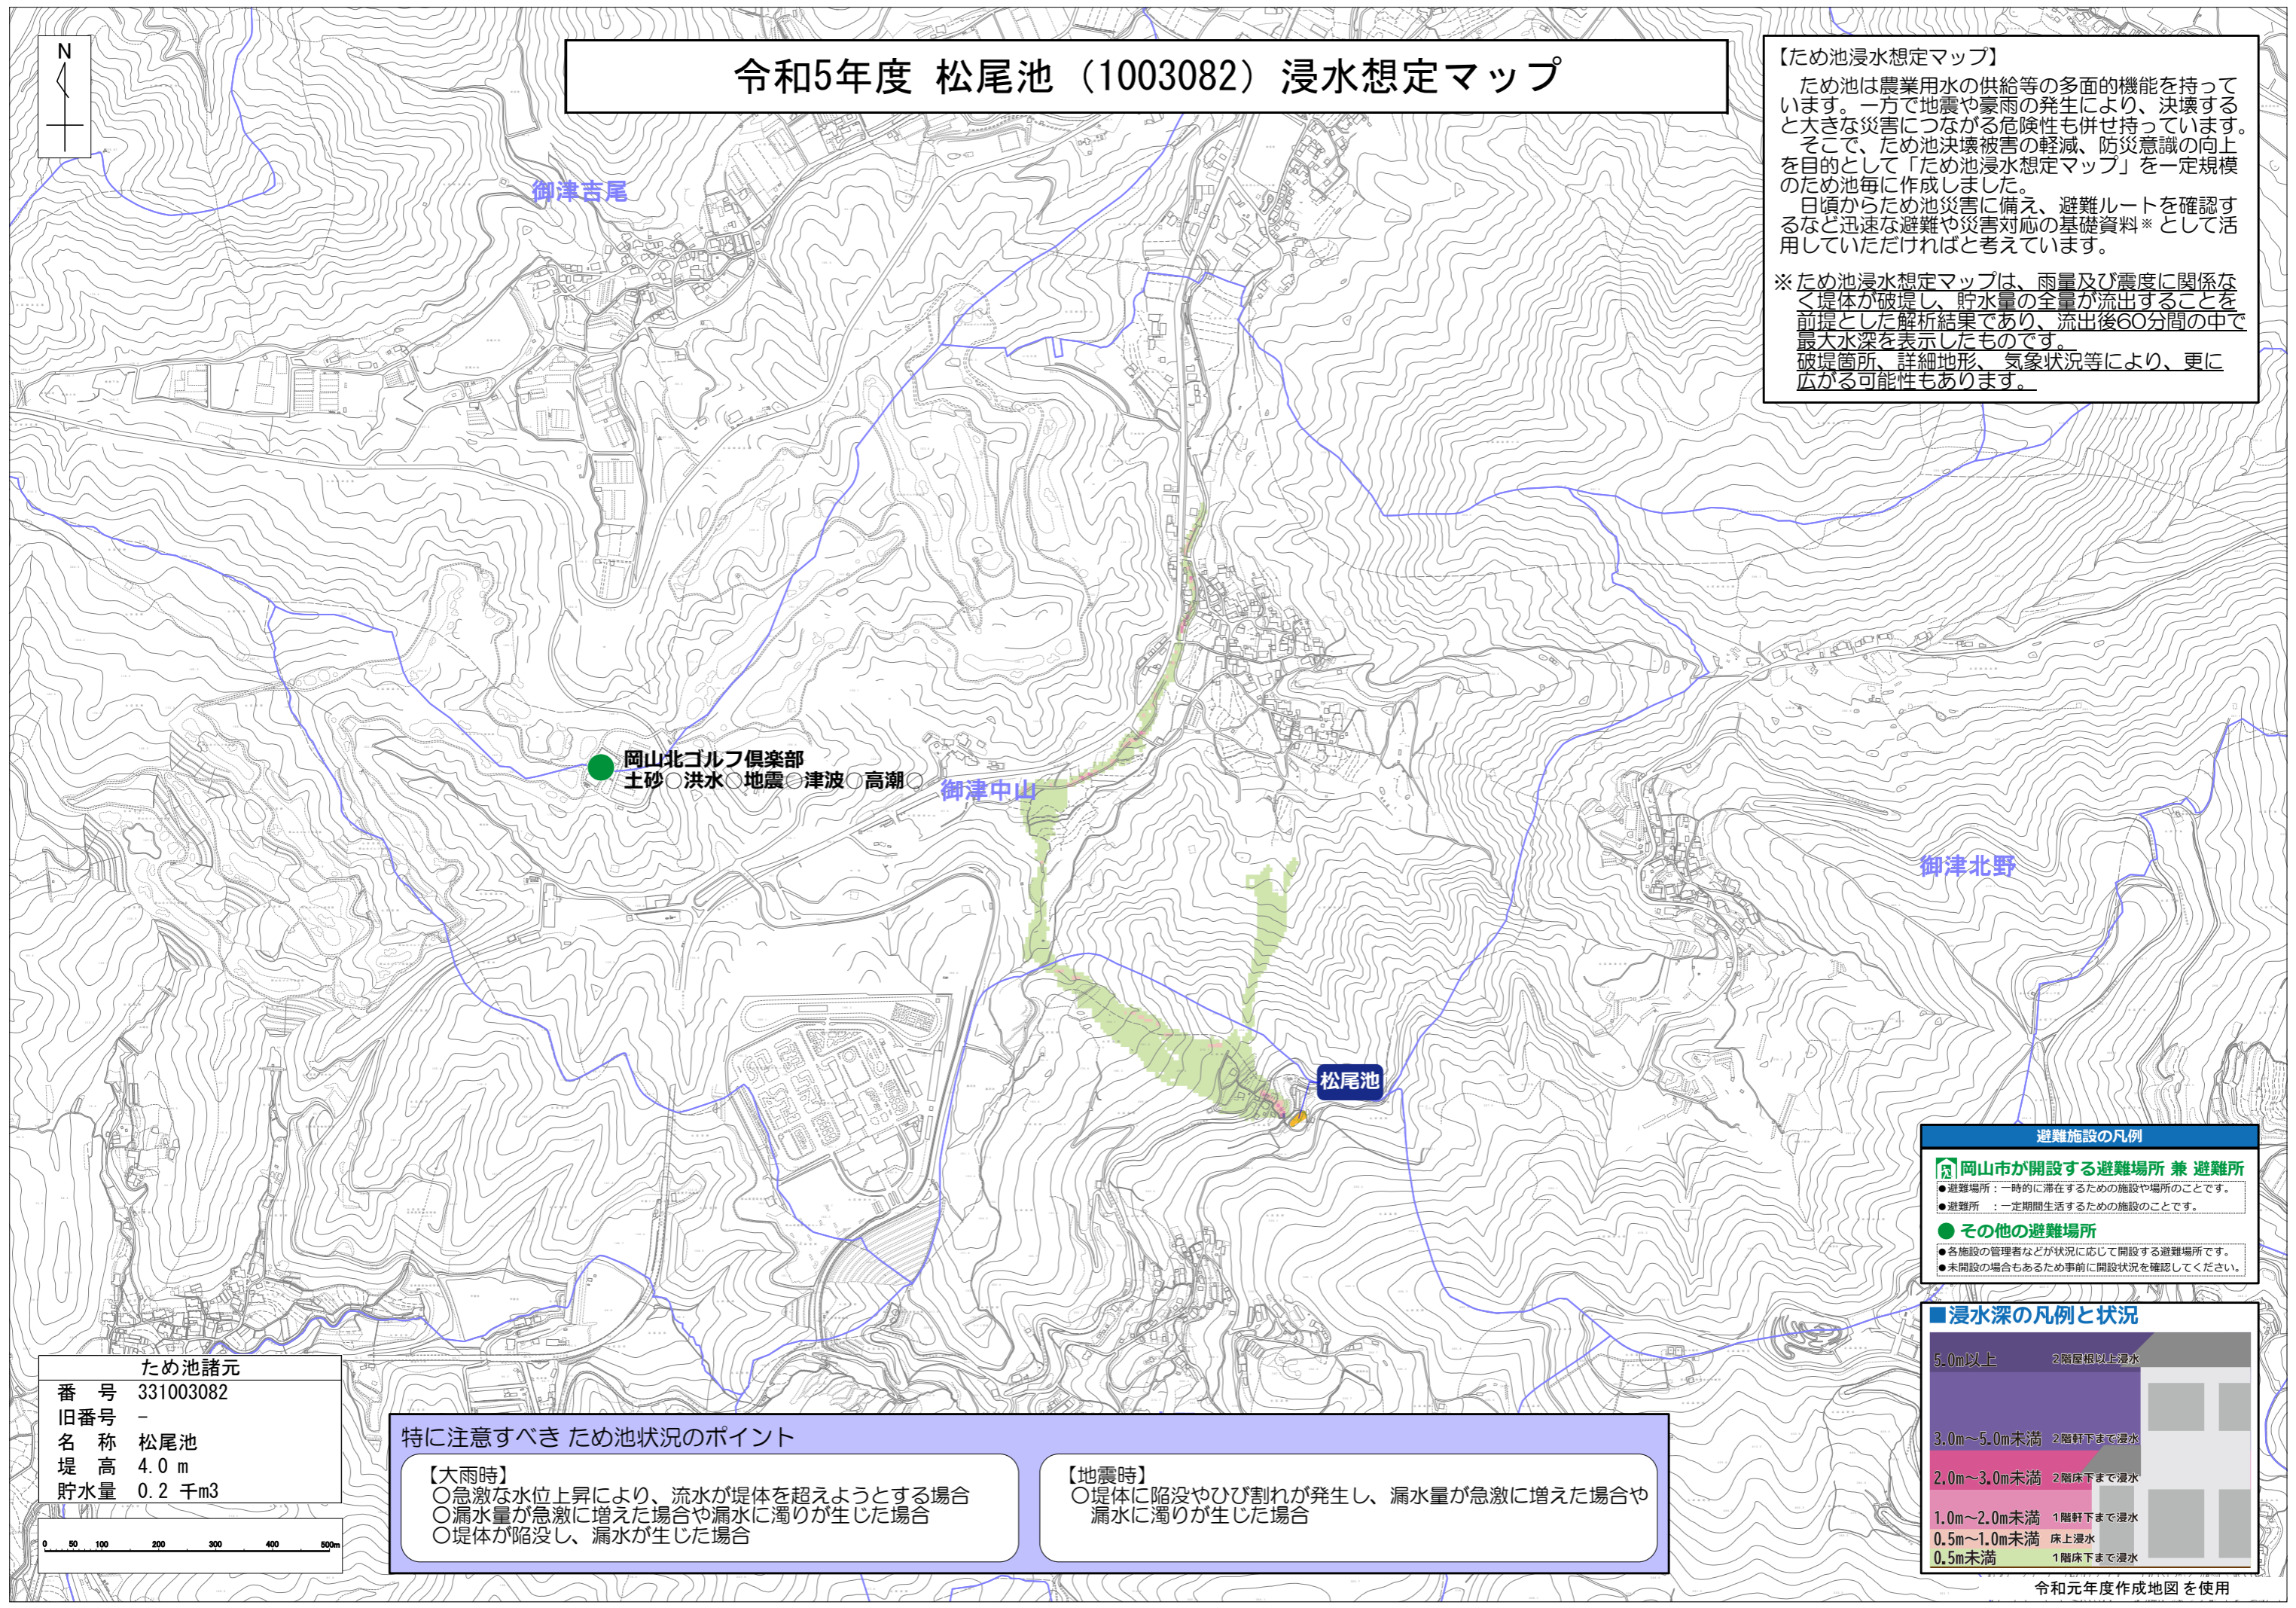 N
令和5年度 松尾池（1003082）浸水想定マップ
【ため池浸水想定マップ】
ため池は農業用水の供給等の多面的機能を持って
います。一方で地震や豪雨の発生により、決壊する
と大きな災害につながる危険性も併せ持っています。
そこで、ため池決壊被害の軽減、防災意識の向上
を目的として「ため池浸水想定マップ」を一定規模
のため池毎に作成しました。
日頃からため池災害に備え、避難ルートを確認す
るなど迅速な避難や災害対応の基礎資料※として活
用していただければと考えています。
※ため池浸水想定マップは、雨量及び震度に関係な
く堤体が破堤し、貯水量の全量が流出することを
前提とした解析結果であり、流出後60分間の中で
最大水深を表示したものです。
破堤箇所、詳細地形、気象状況等により、更に
広がる可能性もあります。
御津吉尾
岡山北ゴルフ倶楽部
土砂○洪水○地震○津波○高潮○
御津中山
御津北野
松尾池
避難施設の凡例
岡山市が開設する避難場所 兼 避難所
●避難場所：一時的に滞在するための施設や場所のことです。
●避難所　：一定期間生活するための施設のことです。
● その他の避難場所
●各施設の管理者などが状況に応じて開設する避難場所です。
●未開設の場合もあるため事前に開設状況を確認してください。
■浸水深の凡例と状況
5.0m以上 2階屋根以上浸水
3.0m～5.0m未満 2階軒下まで浸水
2.0m～3.0m未満 2階床下まで浸水
1.0m～2.0m未満 1階軒下まで浸水
0.5m～1.0m未満 床上浸水
0.5m未満 1階床下まで浸水
令和元年度作成地図を使用
ため池諸元
番　号 331003082
旧番号 -
名　称 松尾池
堤　高 4.0 m
貯水量 0.2 千m3
0 50 100 200 300 400 500m
特に注意すべき ため池状況のポイント
【大雨時】
○急激な水位上昇により、流水が堤体を超えようとする場合
○漏水量が急激に増えた場合や漏水に濁りが生じた場合
○堤体が陥没し、漏水が生じた場合
【地震時】
○堤体に陥没やひび割れが発生し、漏水量が急激に増えた場合や
漏水に濁りが生じた場合